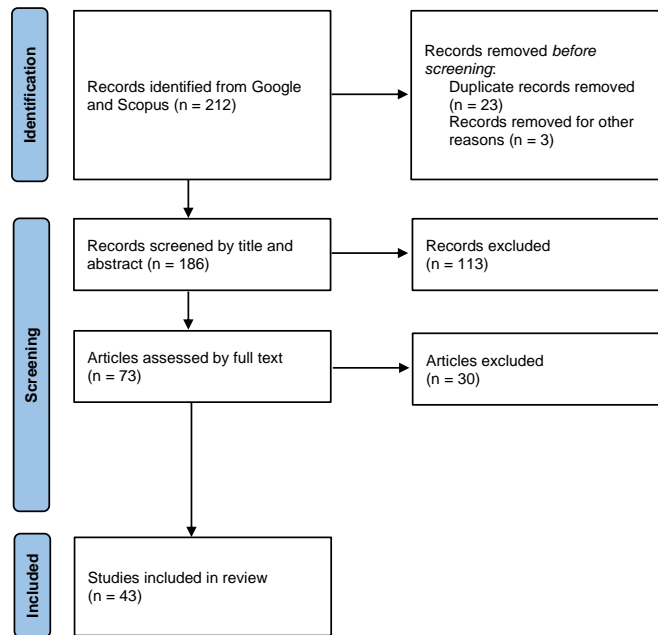 Identification
Records identified from Google
and Scopus (n = 212)
Records removed before
screening:
Duplicate records removed
(n = 23)
Records removed for other
reasons (n = 3)
Screening
Records screened by title and
abstract (n = 186)
Records excluded
(n = 113)
Articles assessed by full text
(n = 73)
Articles excluded
(n = 30)
Included
Studies included in review
(n = 43)